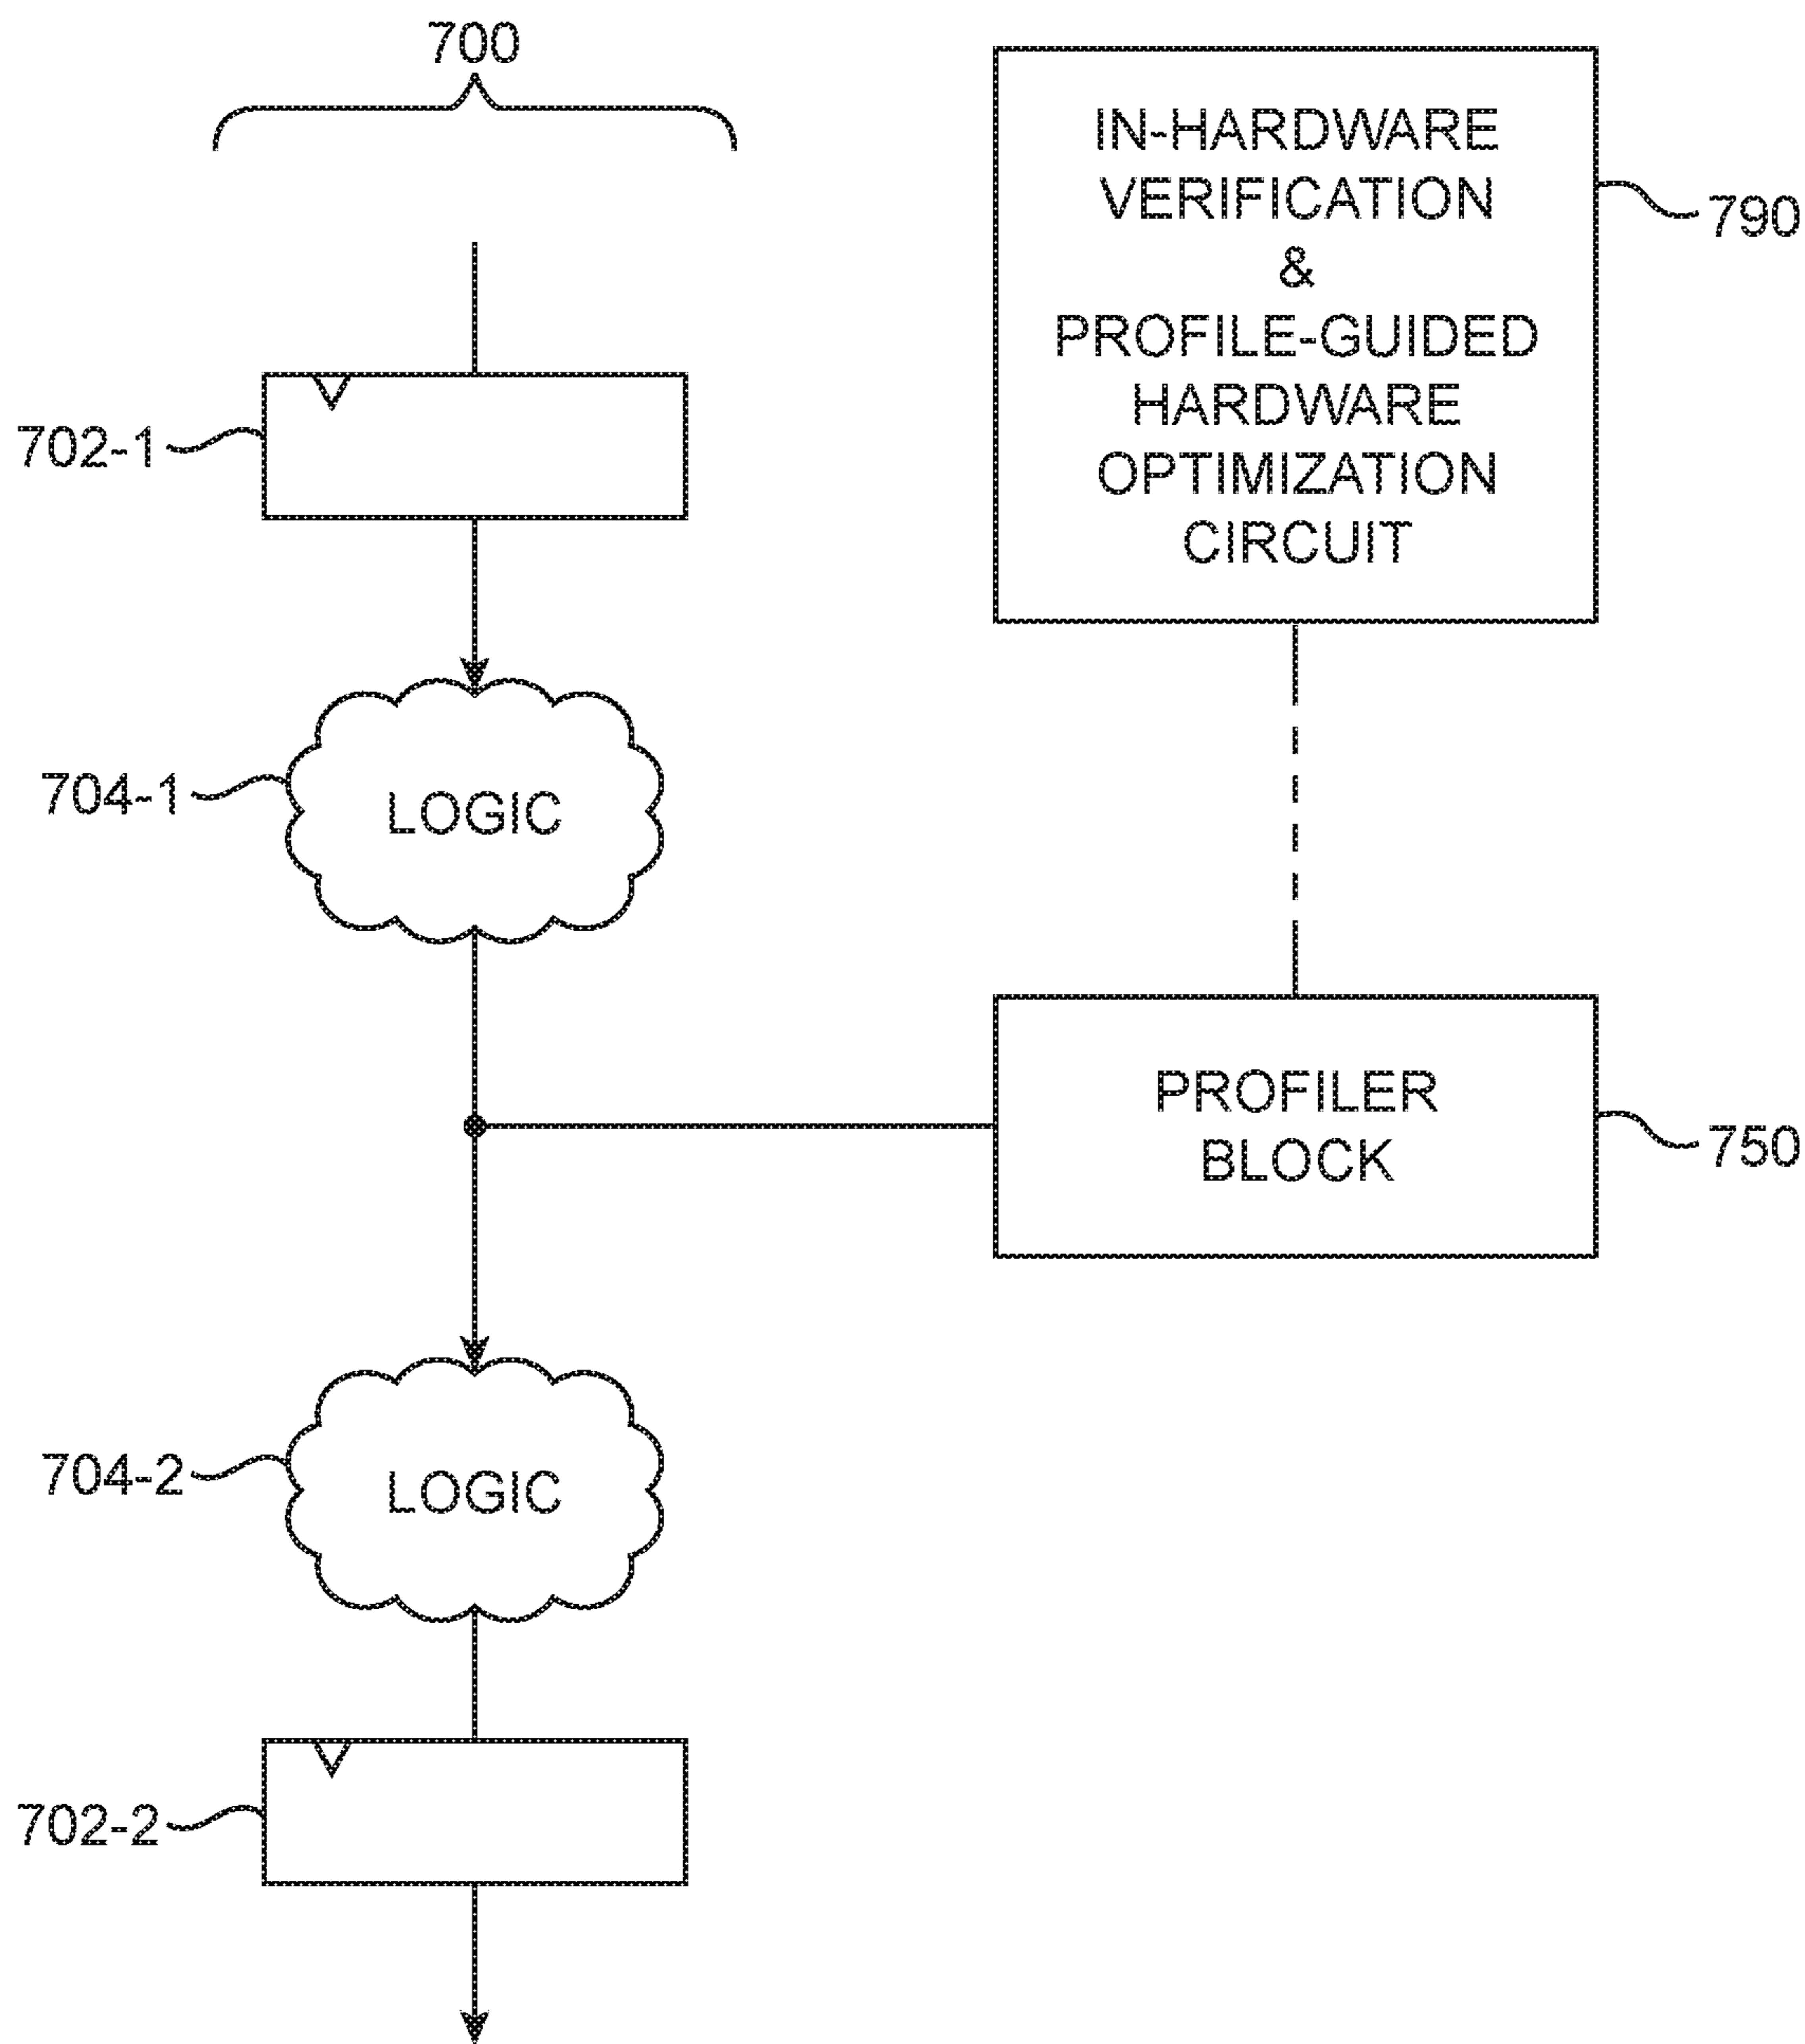 700
IN-HARDWARE
VERIFICATION
&
PROFILE-GUIDED
HARDWARE
OPTIMIZATION
CIRCUIT
790
702-1
704-1
LOGIC
PROFILER
BLOCK
750
704-2
LOGIC
702-2